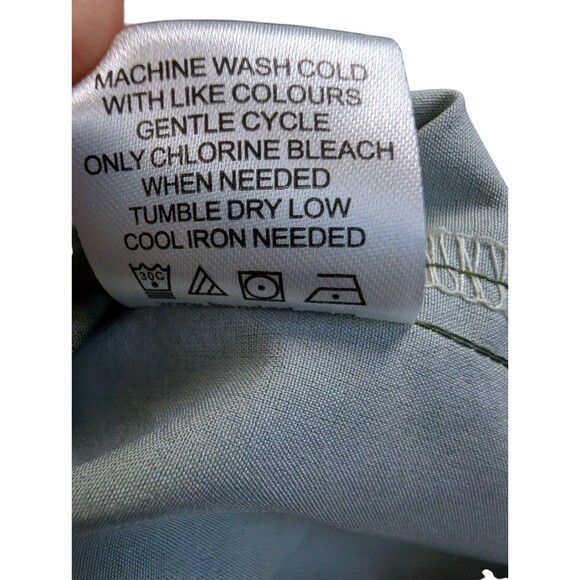 MACHINE WASH COLD
WITH LIKE COLOURS
GENTLE CYCLE
ONLY CHLORINE BLEACH
WHEN NEEDED
TUMBLE DRY LOW
COOL IRON NEEDED
30C